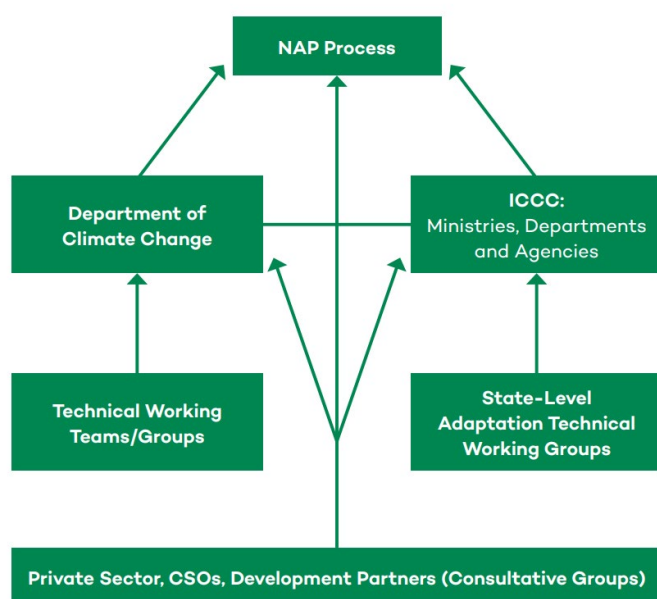 NAP Process
Department of
Climate Change
ICCC:
Ministries, Departments
and Agencies
Technical Working
Teams/Groups
State-Level
Adaptation Technical
Working Groups
Private Sector, CSOs, Development Partners (Consultative Groups)